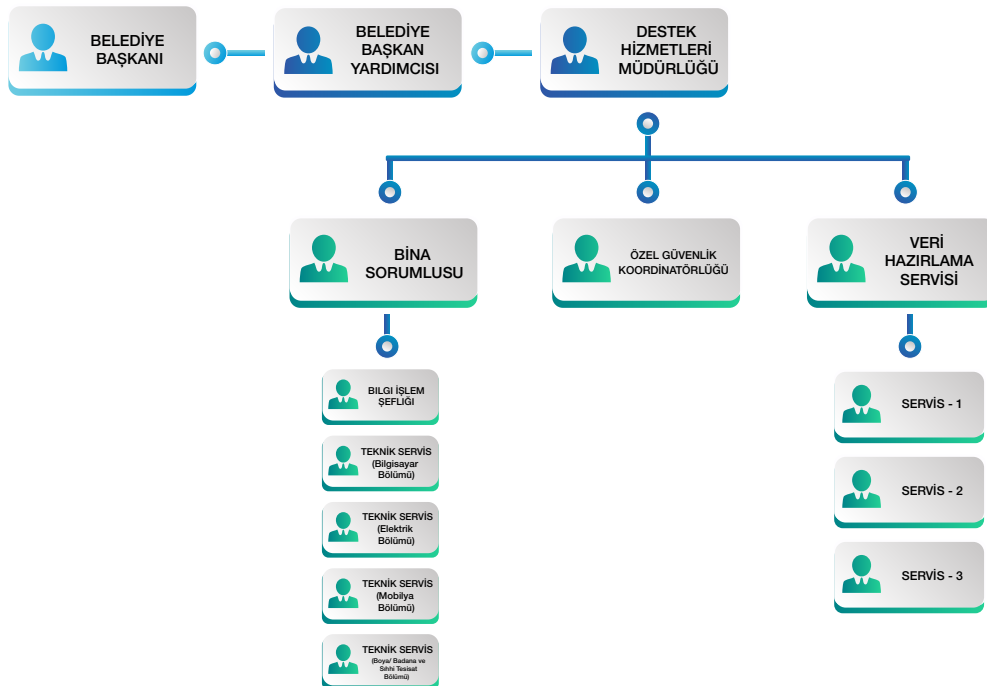 BELEDİYE
BAŞKANI
BELEDİYE
BAŞKAN
YARDIMCISI
DESTEK
HİZMETLERİ
MÜDÜRLÜĞÜ
BİNA
SORUMLUSU
ÖZEL GÜVENLİK
KOORDİNATÖRLÜĞÜ
VERİ
HAZIRLAMA
SERVİSİ
BILGI İŞLEM
ŞEFLIĞI
TEKNİK SERVİS
(Bilgisayar
Bölümü)
TEKNİK SERVİS
(Elektrik
Bölümü)
TEKNİK SERVİS
(Mobilya
Bölümü)
TEKNİK SERVİS
(Boya/ Badana ve
Sıhhi Tesisat
Bölümü)
SERVİS - 1
SERVİS - 2
SERVİS - 3